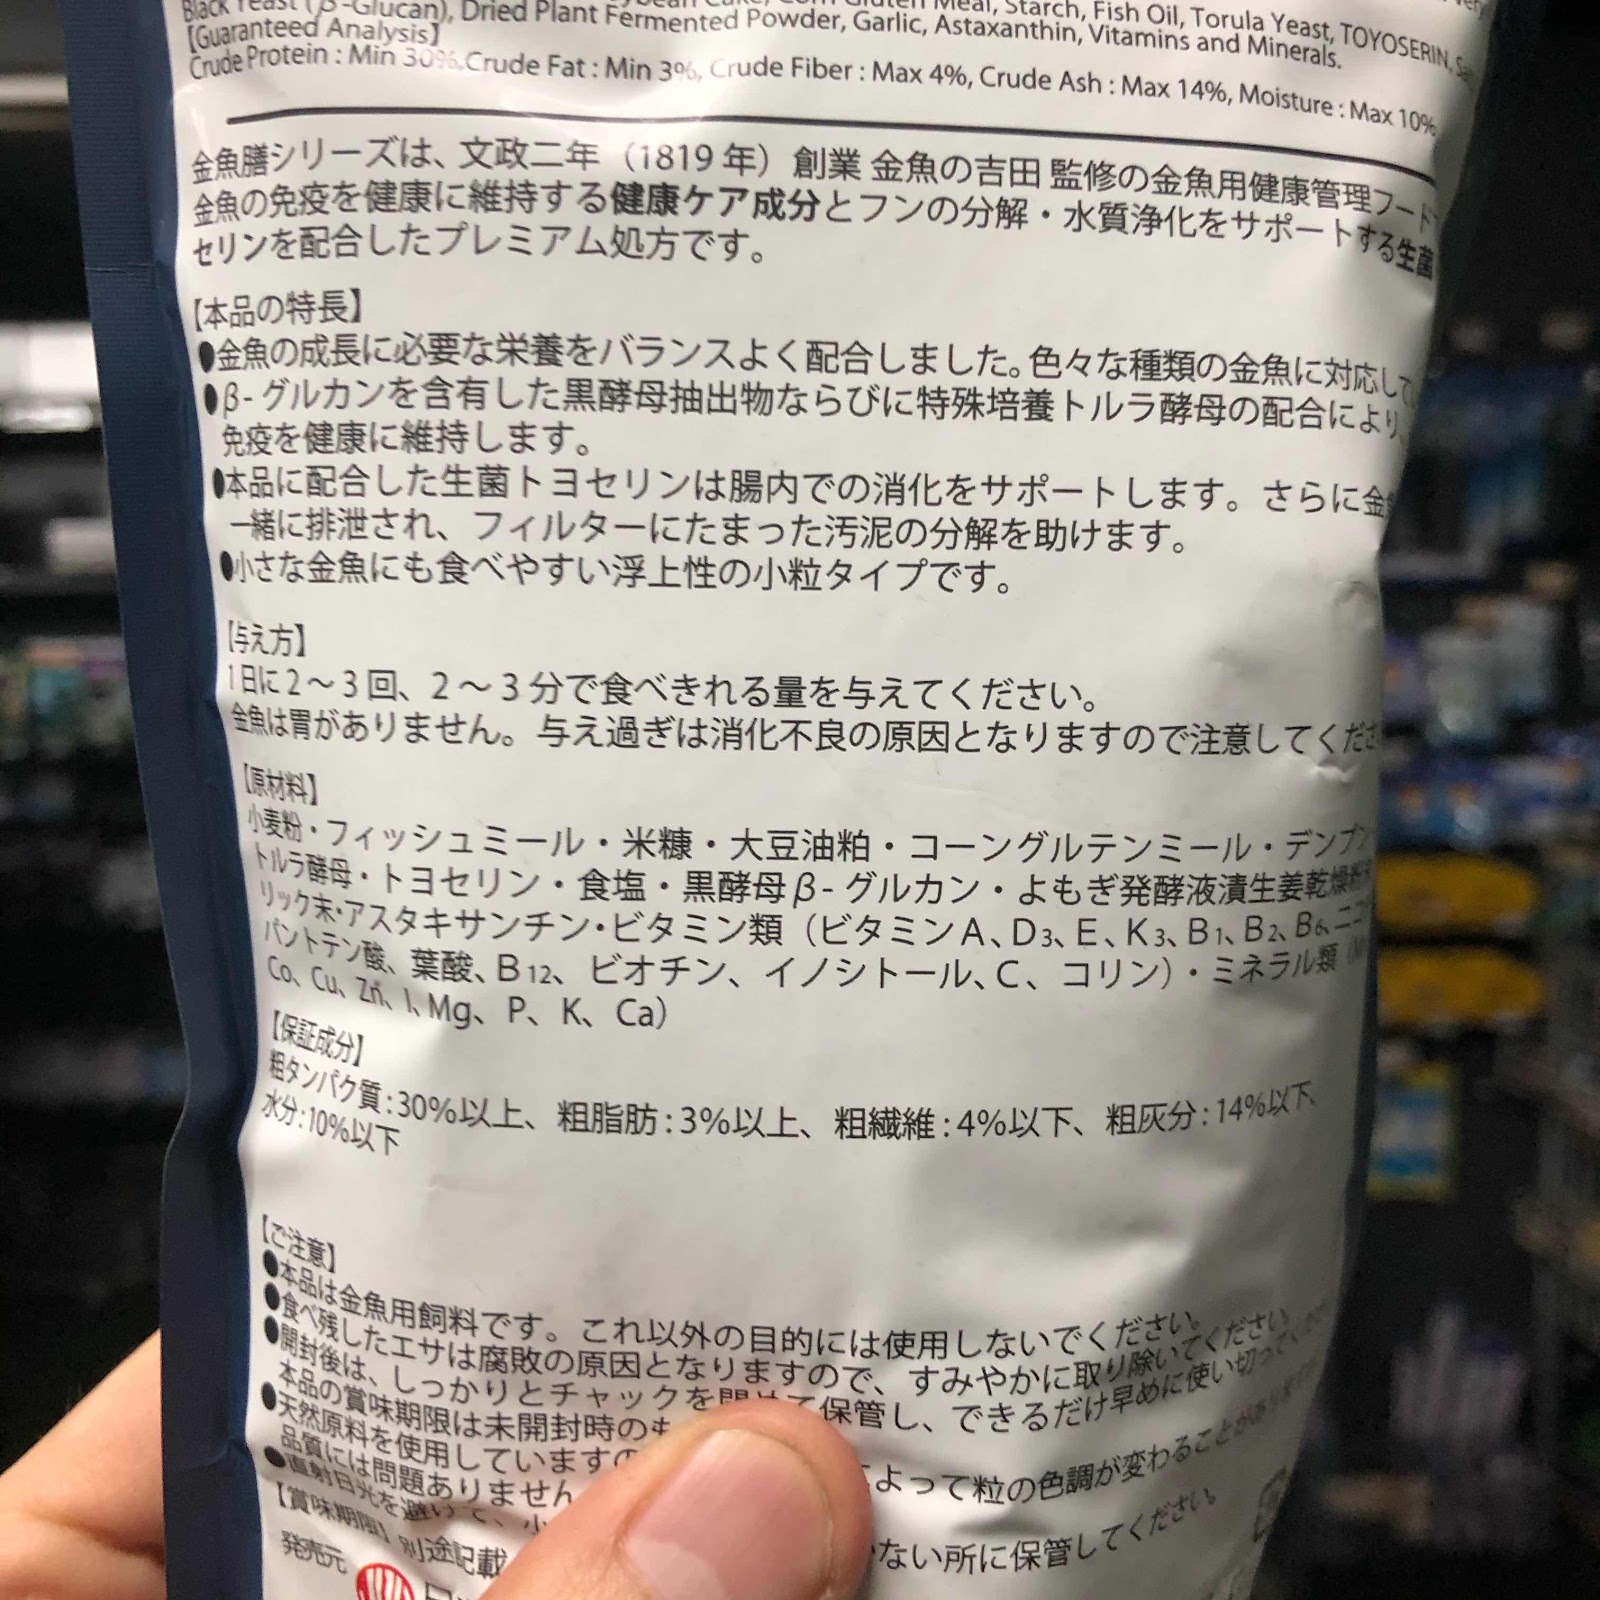 Black Yeast (β-Glucan), Dried Plant Fermented Powder, Garlic, Astaxanthin, Vitamins and Minerals.
Meal, Starch, Fish Oil, Torula Yeast, TOYOSERIN,
【Guaranteed Analysis】
Crude Protein : Min 30%, Crude Fat : Min 3%, Crude Fiber : Max 4%, Crude Ash : Max 14%, Moisture : Max 10%
金魚膳シリーズは、文政二年（1819 年）創業 金魚の吉田 監修の金魚用健康管理フード
金魚の免疫を健康に維持する健康ケア成分とフンの分解・水質浄化をサポートする生菌
セリンを配合したプレミアム処方です。
【本品の特長】
●金魚の成長に必要な栄養をバランスよく配合しました。色々な種類の金魚に対応して
●β-グルカンを含有した黒酵母抽出物ならびに特殊培養トルラ酵母の配合により、
免疫を健康に維持します。
●本品に配合した生菌トヨセリンは腸内での消化をサポートします。さらに金
一緒に排泄され、フィルターにたまった汚泥の分解を助けます。
●小さな金魚にも食べやすい浮上性の小粒タイプです。
【与え方】
1日に2～3回、2～3分で食べきれる量を与えてください。
金魚は胃がありません。与え過ぎは消化不良の原因となりますので注意してくださ
【原材料】
小麦粉・フィッシュミール・米糠・大豆油粕・コーングルテンミール・デンプン
トルラ酵母・トヨセリン・食塩・黒酵母β-グルカン・よもぎ発酵液漬生姜乾燥粉
リック末・アスタキサンチン・ビタミン類（ビタミンA、D3、E、K3、B1、B2、B6、ニコ
パントテン酸、葉酸、B12、ビオチン、イノシトール、C、コリン）・ミネラル類
Co、Cu、Zn、I、Mg、P、K、Ca）
【保証成分】
粗タンパク質:30%以上、粗脂肪:3%以上、粗繊維:4%以下、粗灰分:14%以下、
水分:10%以下
【ご注意】
●本品は金魚用飼料です。これ以外の目的には使用しないでください。
●食べ残したエサは腐敗の原因となりますので、すみやかに取り除いてください
●開封後は、しっかりとチャックを閉めて保管し、できるだけ早めに使い切って
本品の賞味期限は未開封時のも
●天然原料を使用していますの よって粒の色調が変わることがあり
品質には問題ありません
●直射日光を避けて、小 ない所に保管してください。
【賞味期限】別途記載
発売元